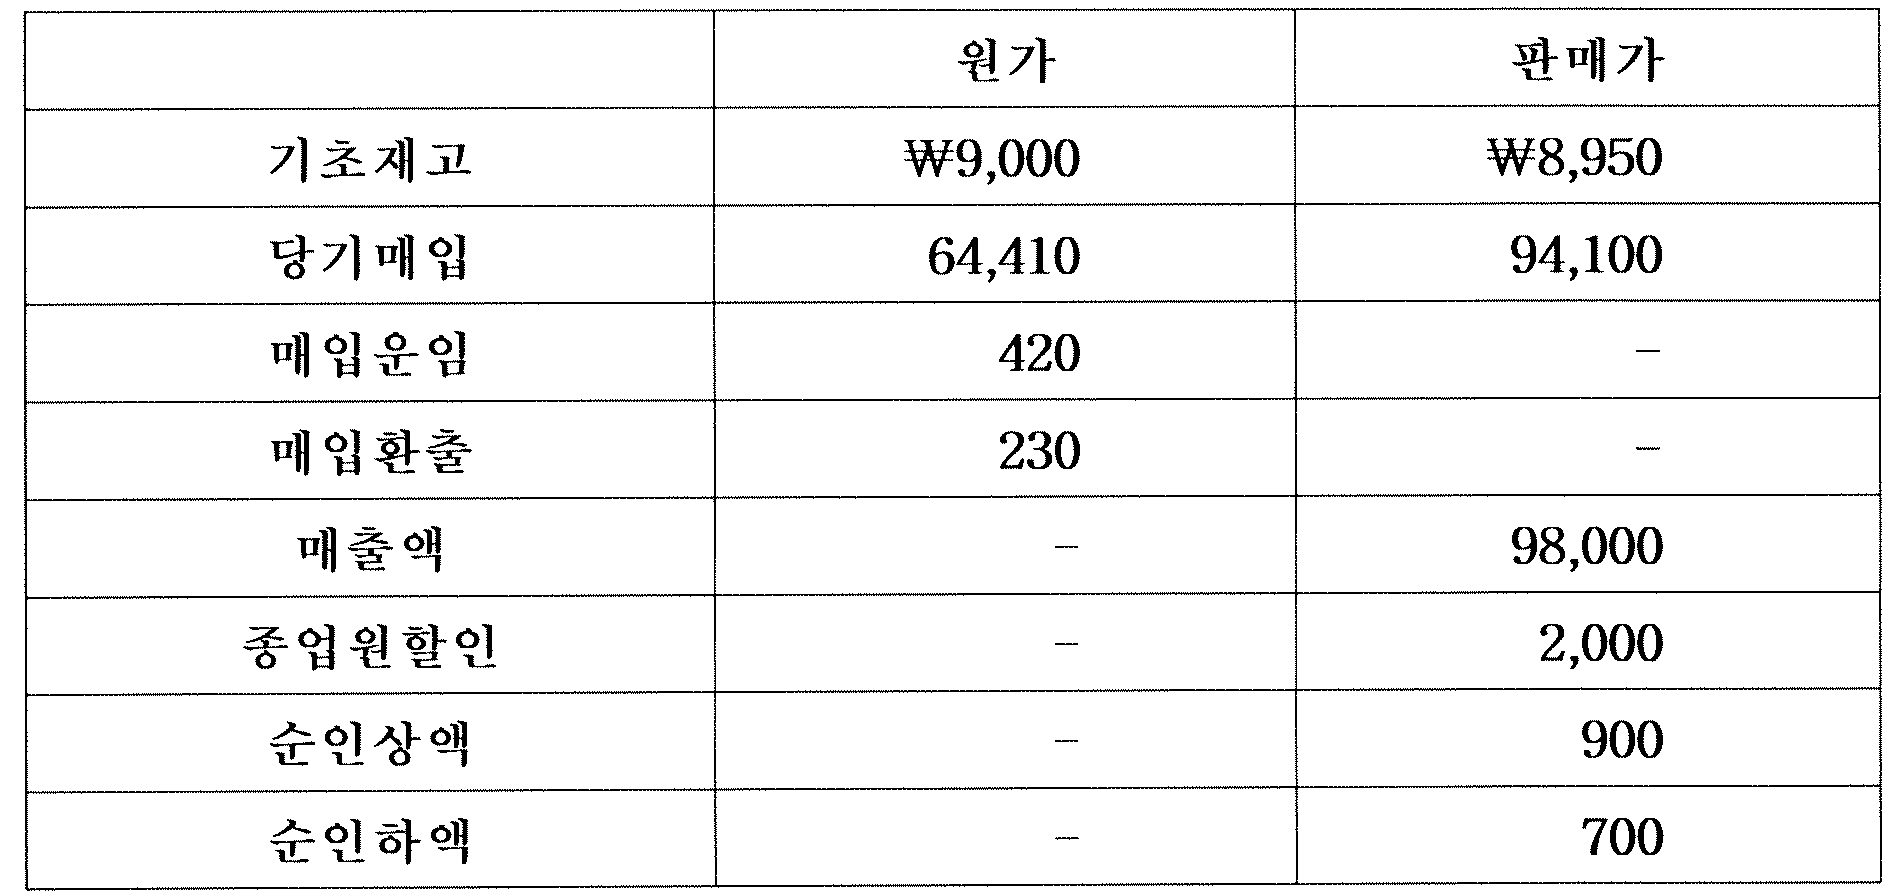 원가 판매가
기초재고 ₩9,000 ₩8,950
당기매입 64,410 94,100
매입운임 420 -
매입환출 230 -
매출액 - 98,000
종업원할인 - 2,000
순인상액 - 900
순인하액 - 700